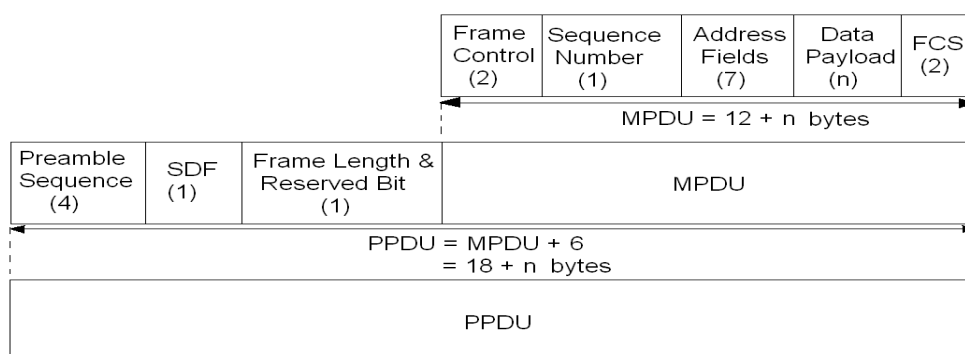 Frame Control (2)
Sequence Number (1)
Address Fields (7)
Data Payload (n)
FCS (2)
MPDU = 12 + n bytes
Preamble Sequence (4)
SDF (1)
Frame Length & Reserved Bit (1)
MPDU
PPDU = MPDU + 6
= 18 + n bytes
PPDU